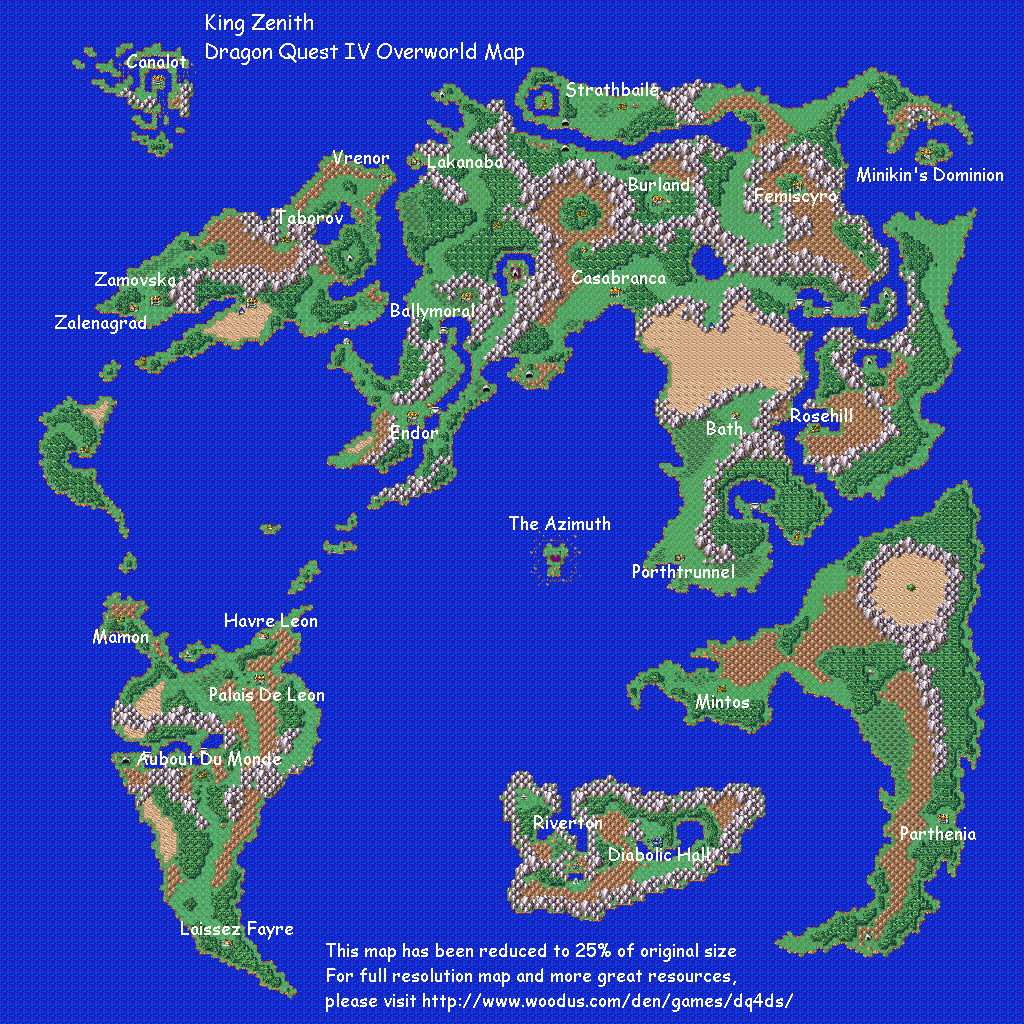 King Zenith
Dragon Quest IV Overworld Map
Canalot
Strathbaile
Vrenor
Lakanaba
Minikin's Dominion
Burland
Femiscyro
Taborov
Zamovska
Casabranca
Ballymoral
Zalenagrad
Rosehill
Bath
Endor
The Azimuth
Porthtrunnel
Havre Leon
Mamon
Palais De Leon
Mintos
Aubout Du Monde
Riverton
Parthenia
Diabolic Hall
Laissez Fayre
This map has been reduced to 25% of original size
For full resolution map and more great resources,
please visit http://www.woodus.com/den/games/dq4ds/